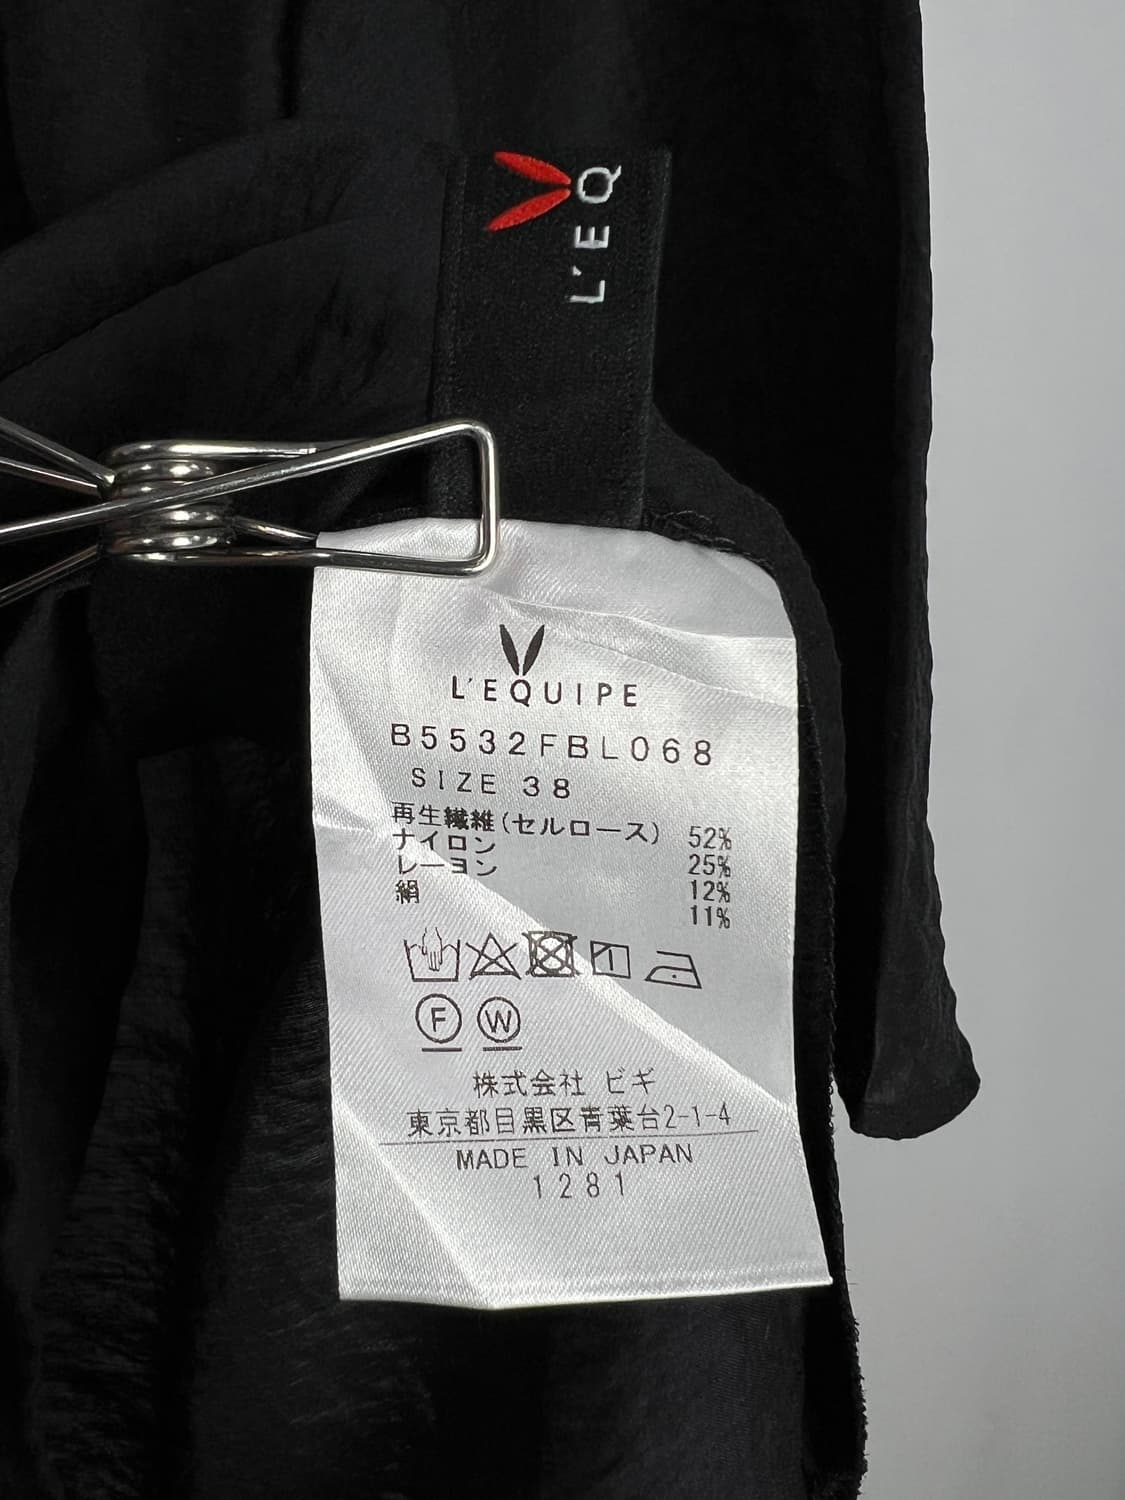 L'EQ
L'EQUIPE
B5532FBL068
SIZE 38
再生繊維(セルロース) 52%
ナイロン 25%
レーヨン 12%
絹 11%
F W
株式会社 ビギ
東京都目黒区青葉台2-1-4
MADE IN JAPAN
1281